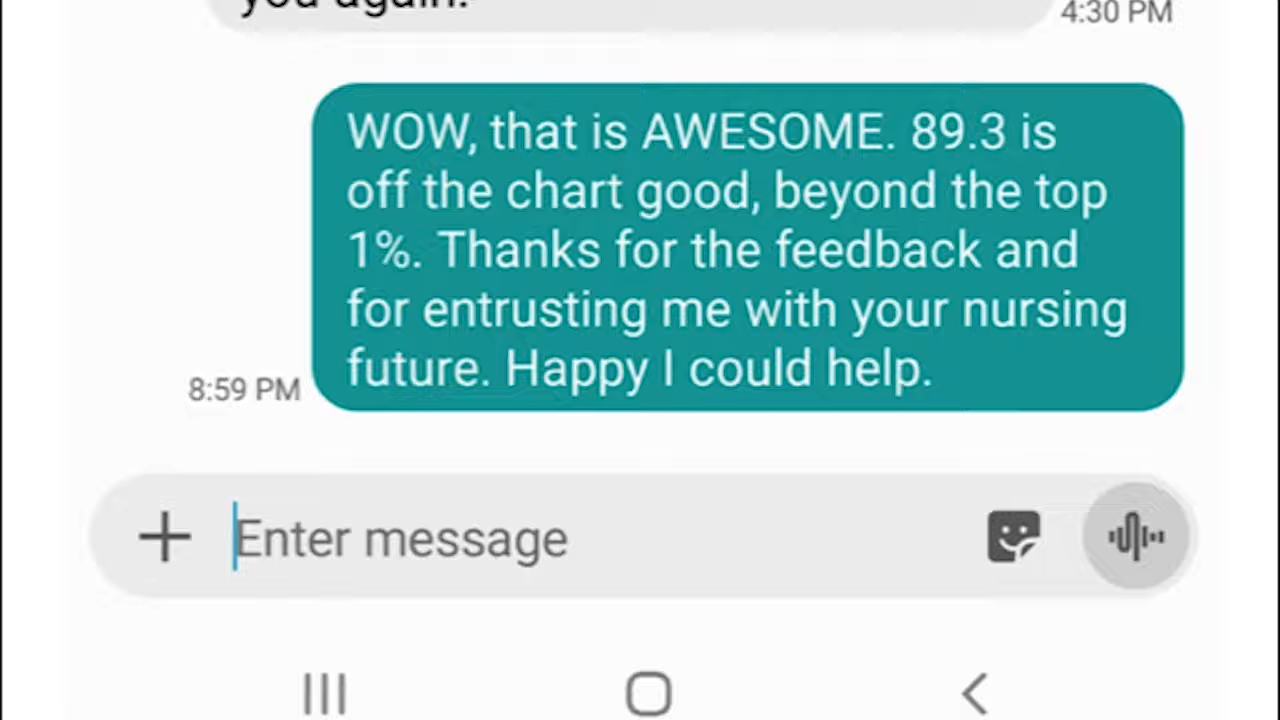 you again.
4:30 PM
WOW, that is AWESOME. 89.3 is
off the chart good, beyond the top
1%. Thanks for the feedback and
for entrusting me with your nursing
future. Happy I could help.
8:59 PM
Enter message